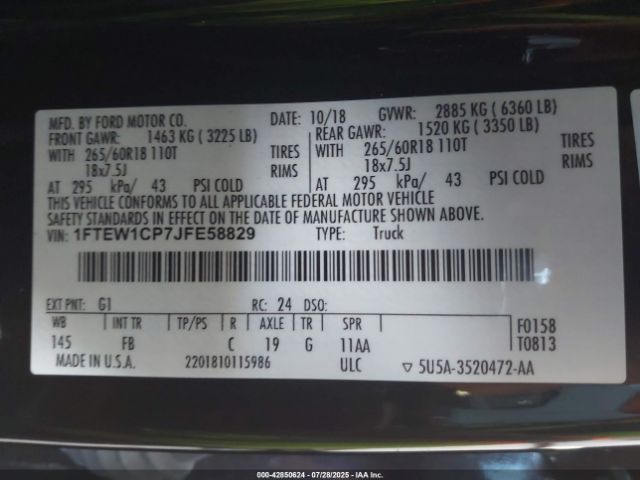 MFD. BY FORD MOTOR CO. DATE: 10/18 GVWR: 2885 KG ( 6360 LB)
FRONT GAWR: 1463 KG ( 3225 LB) REAR GAWR: 1520 KG ( 3350 LB)
WITH 265/60R18 110T TIRES WITH 265/60R18 110T TIRES
18x7.5J RIMS 18x7.5J RIMS
AT 295 kPa/ 43 PSI COLD AT 295 kPa/ 43 PSI COLD
THIS VEHICLE CONFORMS TO ALL APPLICABLE FEDERAL MOTOR VEHICLE
SAFETY STANDARDS IN EFFECT ON THE DATE OF MANUFACTURE SHOWN ABOVE.
VIN: 1FTEW1CP7JFE58829 TYPE: Truck
EXT PNT: G1 RC: 24 DSO:
WB INT TR TP/PS R AXLE TR SPR F0158
145 FB C 19 G 11AA T0813
MADE IN U.S.A. 2201810115986 ULC ▽ 5U5A-3520472-AA
000-42850624 | 07/28/2025 - IAA Inc.